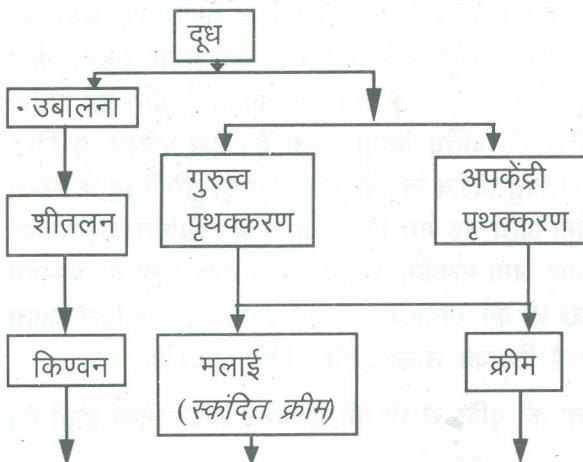 दूध
उबालना
गुरुत्व
पृथक्करण
अपकेंद्री
पृथक्करण
शीतलन
किण्वन
मलाई
(स्कंदित क्रीम)
क्रीम